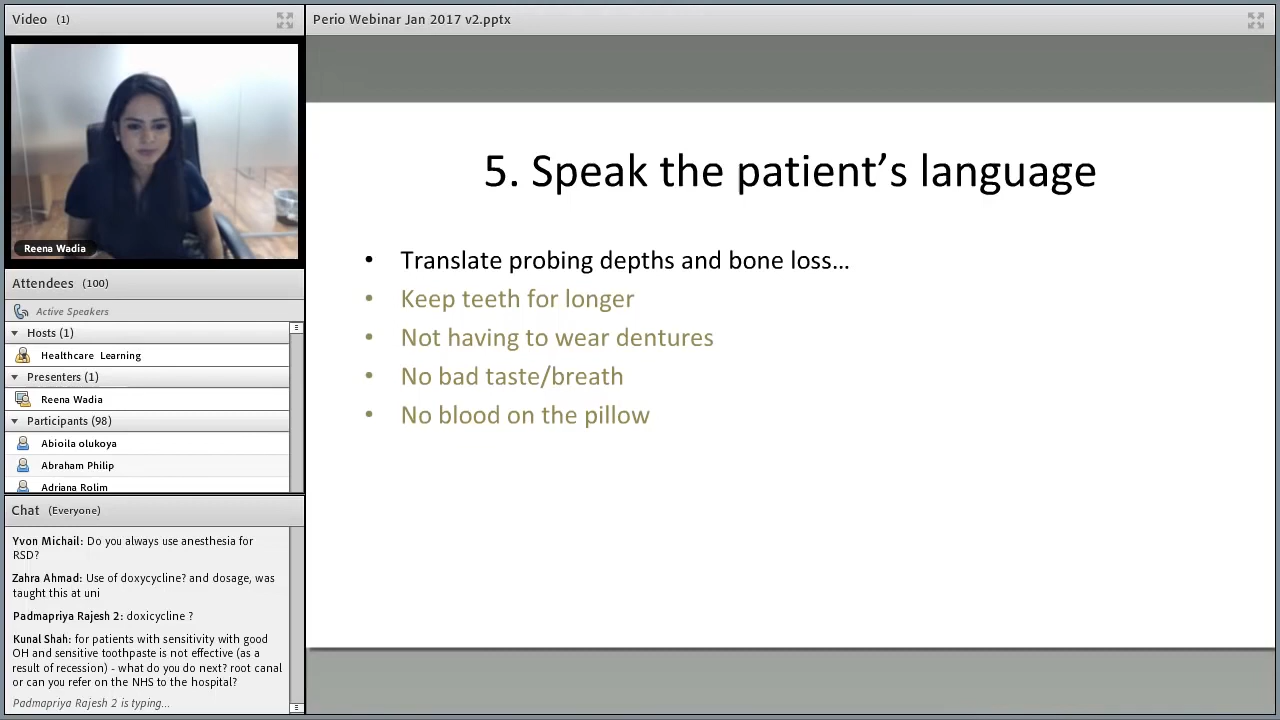 Video (1)
Reena Wadia
Attendees (100)
Active Speakers
Hosts (1)
Healthcare Learning
Presenters (1)
Reena Wadia
Participants (98)
Abioila olukoya
Abraham Philip
Adriana Rolim
Chat (Everyone)
Yvon Michail: Do you always use anesthesia for
RSD?
Zahra Ahmad: Use of doxycycline? and dosage, was
taught this at uni
Padmapriya Rajesh 2: doxicycline ?
Kunal Shah: for patients with sensitivity with good
OH and sensitive toothpaste is not effective (as a
result of recession) - what do you do next? root canal
or can you refer on the NHS to the hospital?
Padmapriya Rajesh 2 is typing...
Perio Webinar Jan 2017 v2.pptx
5. Speak the patient’s language
• Translate probing depths and bone loss…
• Keep teeth for longer
• Not having to wear dentures
• No bad taste/breath
• No blood on the pillow